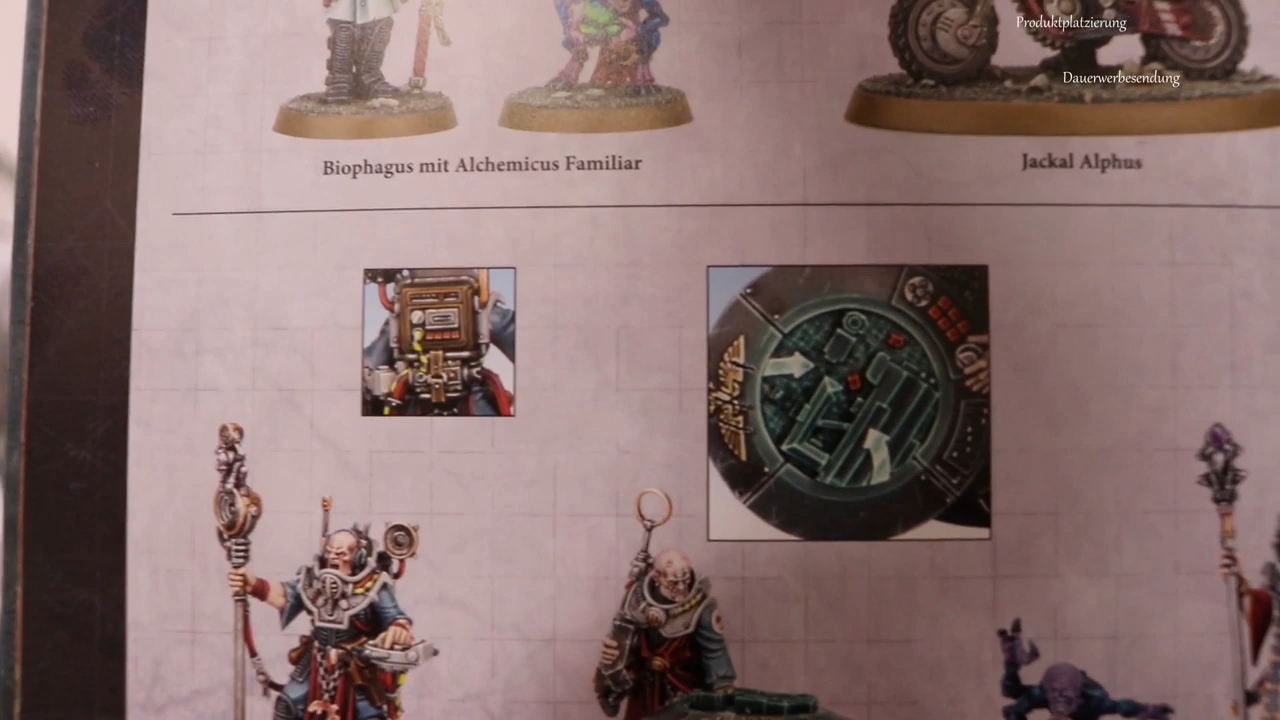 Produktplatzierung
Dauerwerbesendung
Biophagus mit Alchemicus Familiar
Jackal Alphus